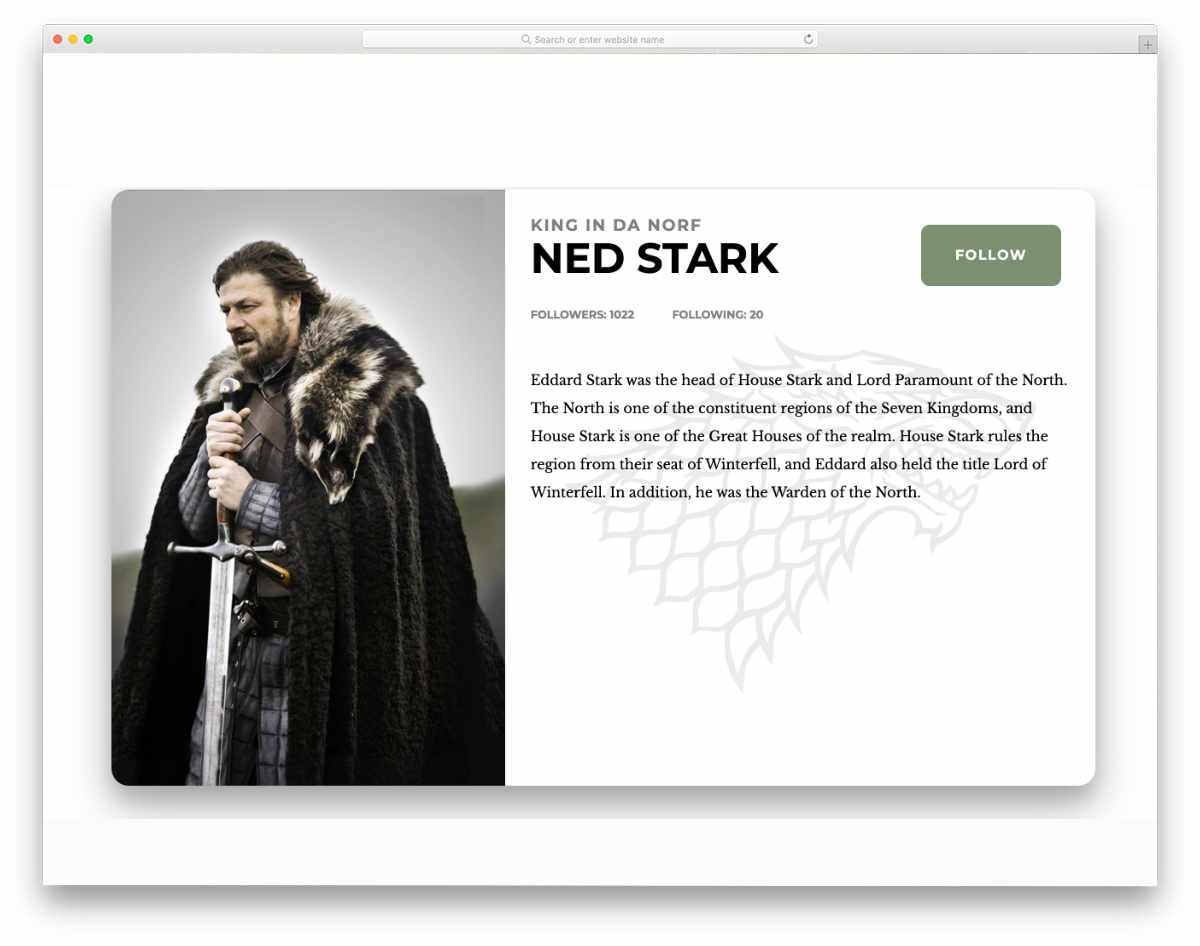 Search or enter website name
KING IN DA NORF
NED STARK
FOLLOW
FOLLOWERS: 1022 FOLLOWING: 20
Eddard Stark was the head of House Stark and Lord Paramount of the North.
The North is one of the constituent regions of the Seven Kingdoms, and
House Stark is one of the Great Houses of the realm. House Stark rules the
region from their seat of Winterfell, and Eddard also held the title Lord of
Winterfell. In addition, he was the Warden of the North.